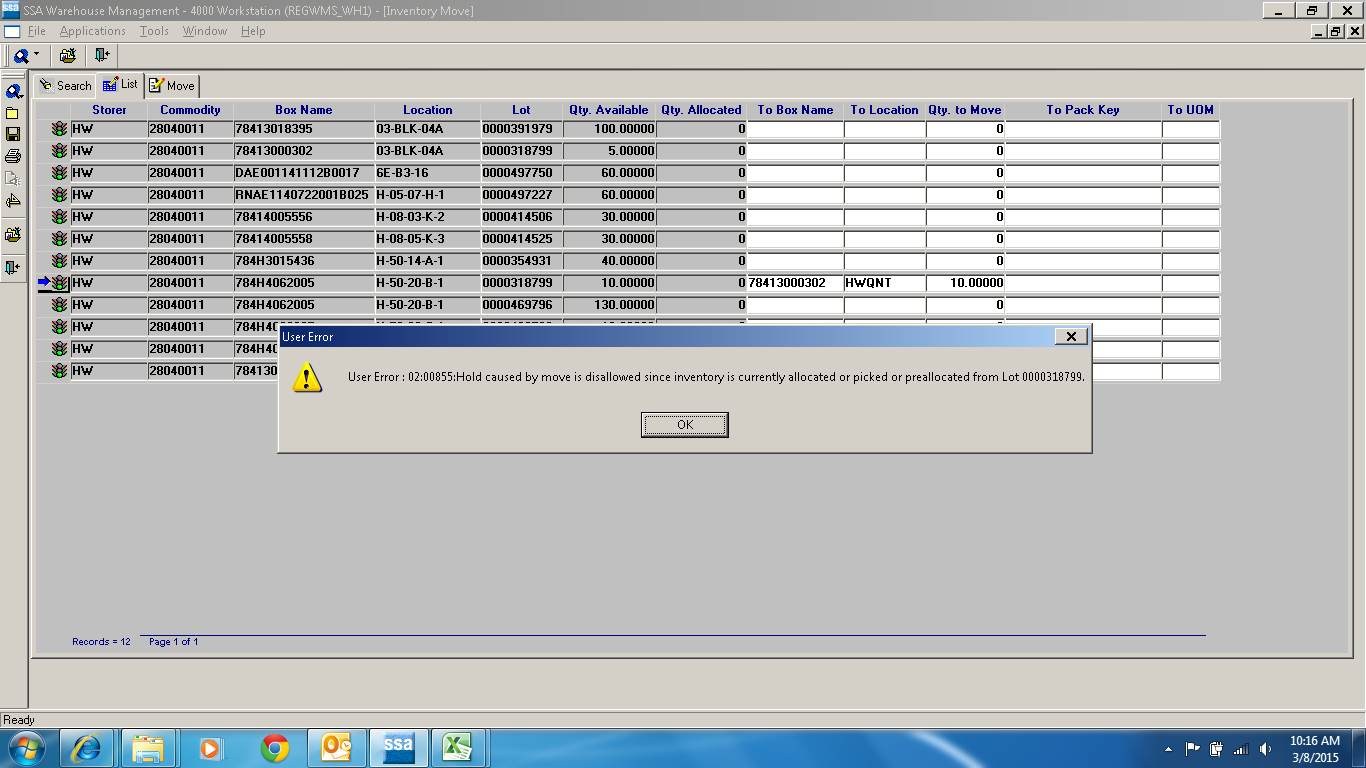 SSA Warehouse Management - 4000 Workstation (REGWMS_WH1) - [Inventory Move]
File Applications Tools Window Help
Search List Move
Storer Commodity Box Name Location Lot Qty. Available Qty. Allocated To Box Name To Location Qty. to Move To Pack Key To UOM
HW 28040011 78413018395 03-BLK-04A 0000391979 100.00000 0 0
HW 28040011 78413000302 03-BLK-04A 0000318799 5.00000 0 0
HW 28040011 DAE001141112B0017 6E-B3-16 0000497750 60.00000 0 0
HW 28040011 RNAE1140722001B025 H-05-07-H-1 0000497227 60.00000 0 0
HW 28040011 78414005556 H-08-03-K-2 0000414506 30.00000 0 0
HW 28040011 78414005558 H-08-05-K-3 0000414525 30.00000 0 0
HW 28040011 784H3015436 H-50-14-A-1 0000354931 40.00000 0 0
HW 28040011 784H4062005 H-50-20-B-1 0000318799 10.00000 0 78413000302 HWQNT 10.00000
HW 28040011 784H4062005 H-50-20-B-1 0000469796 130.00000 0 0
HW 28040011
HW 28040011
HW 28040011
User Error
User Error : 02:00855:Hold caused by move is disallowed since inventory is currently allocated or picked or preallocated from Lot 0000318799.
OK
Records = 12 Page 1 of 1
Ready
ssa
10:16 AM
3/8/2015